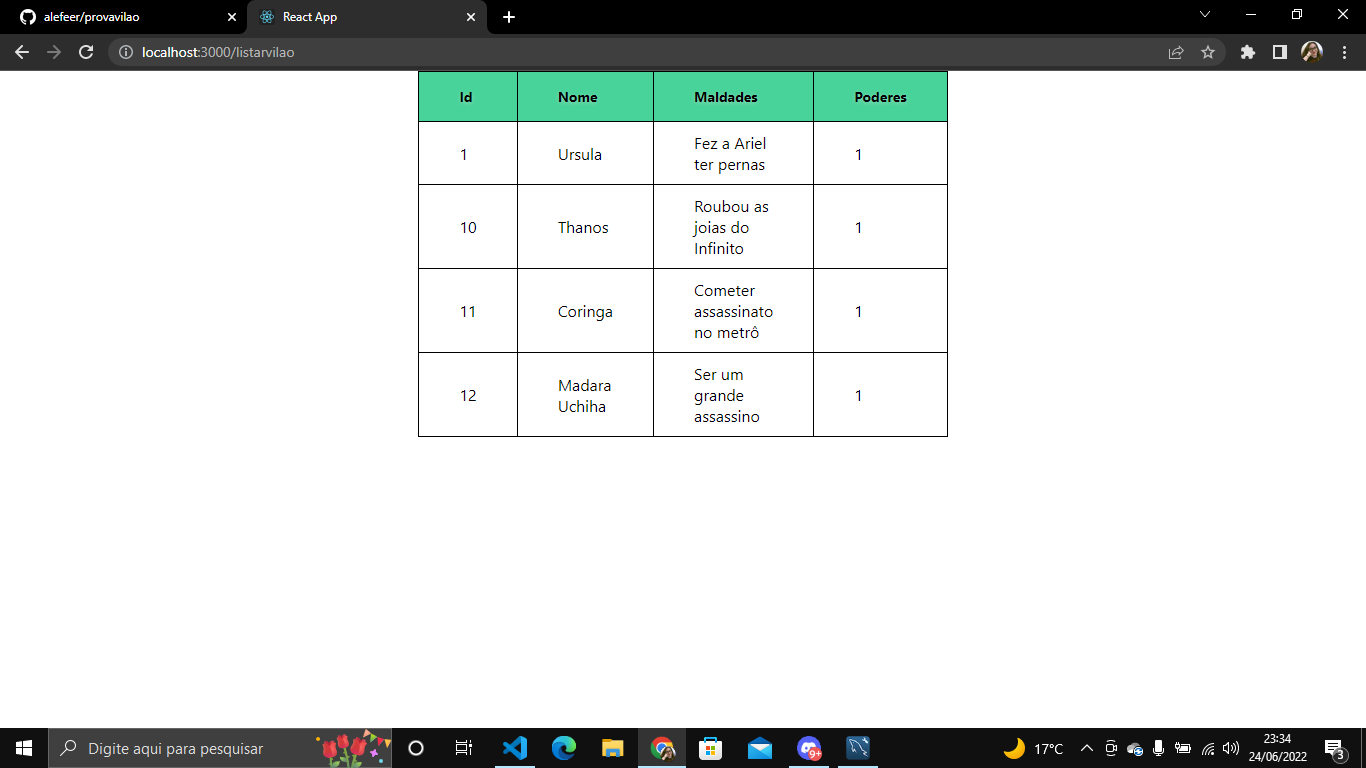 alefeer/provavilao
React App
localhost:3000/listarvilao
Id Nome Maldades Poderes
1 Ursula Fez a Ariel
ter pernas 1
10 Thanos Roubou as
joias do
Infinito 1
11 Coringa Cometer
assassinato
no metrô 1
12 Madara
Uchiha Ser um
grande
assassino 1
Digite aqui para pesquisar
9+
17°C
23:34
24/06/2022
3